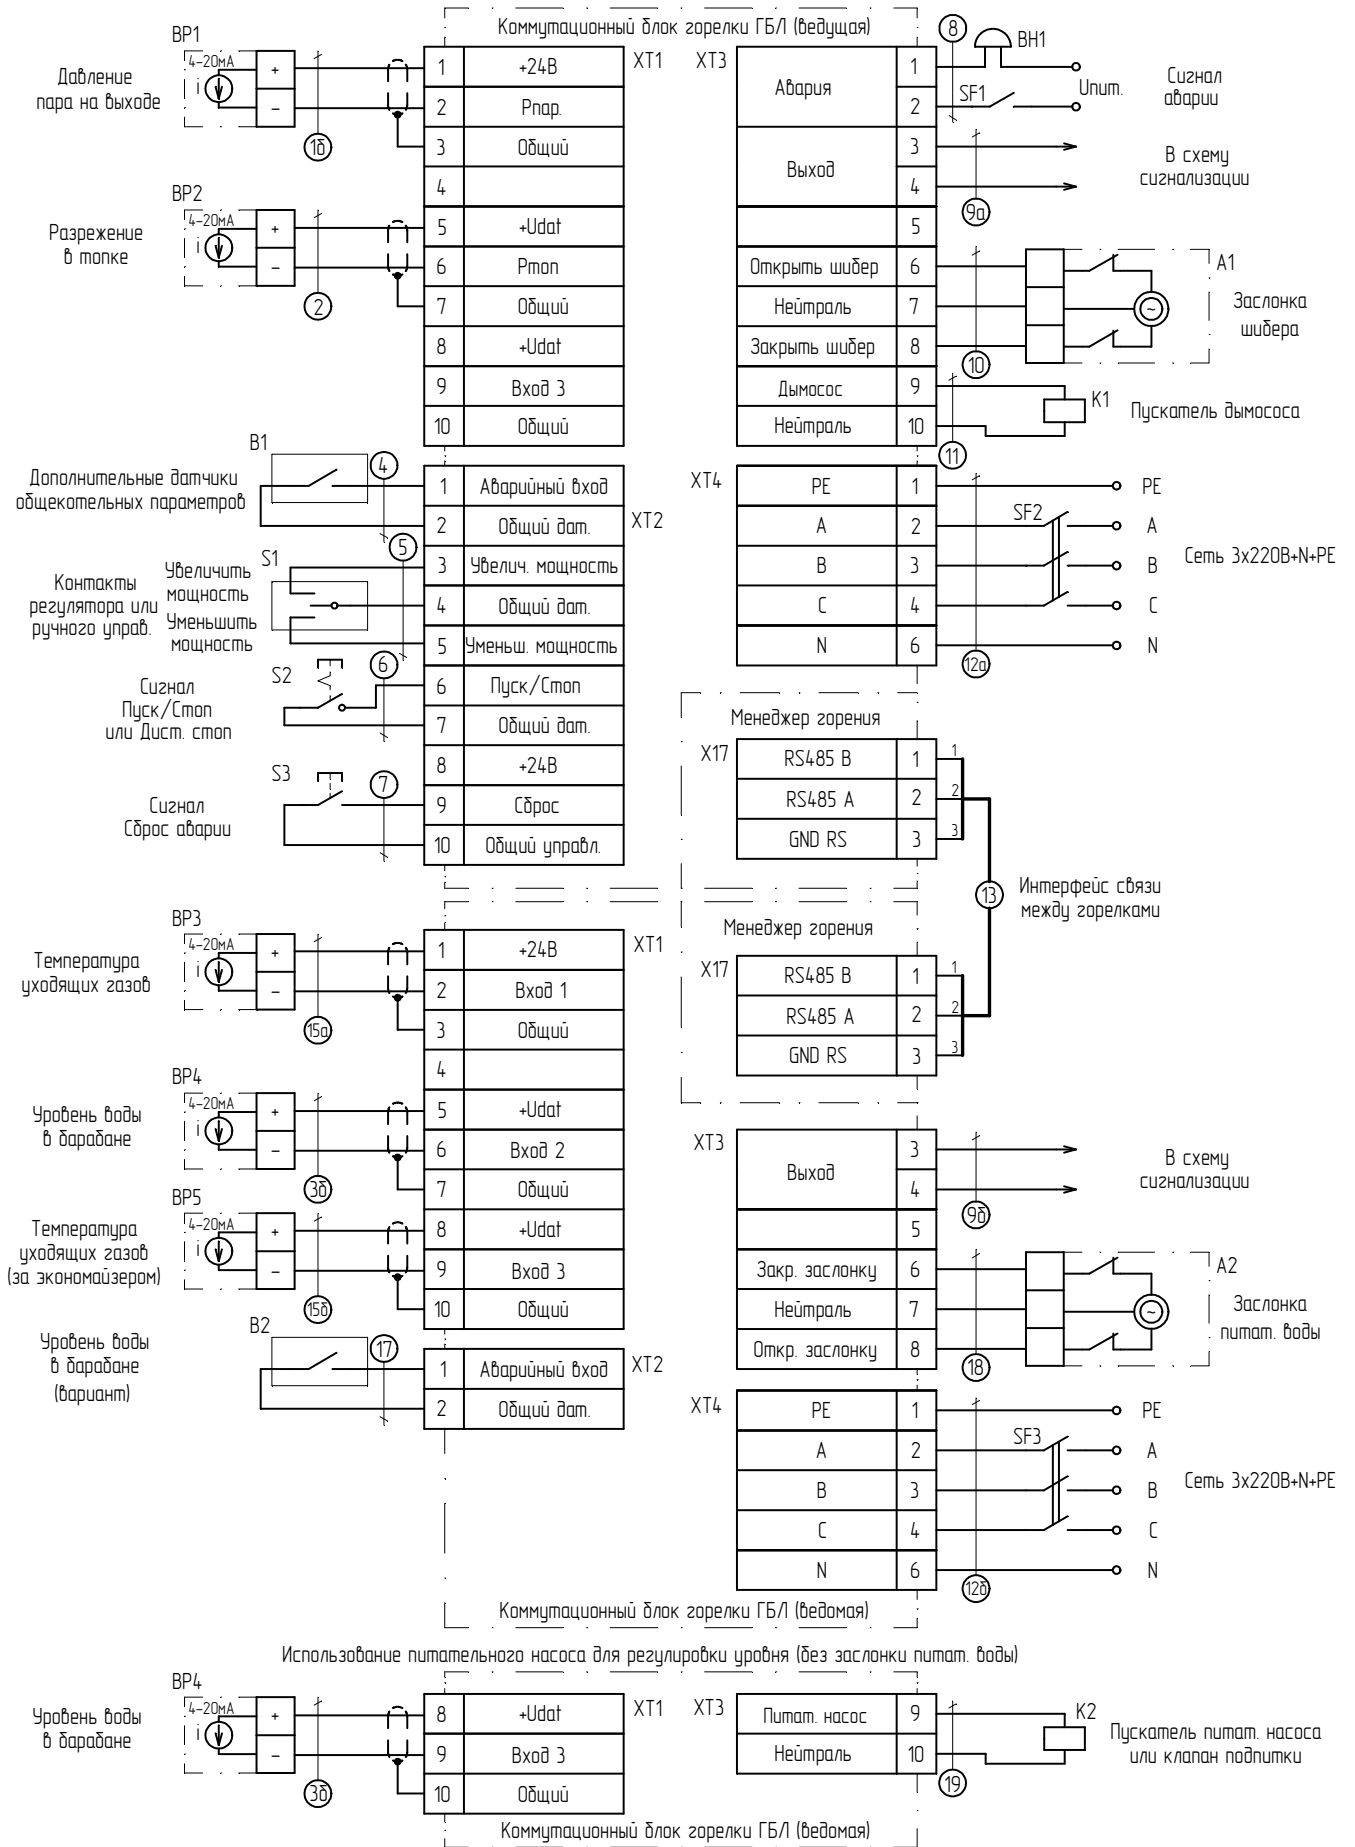 Коммутационный блок горелки ГБЛ (ведущая)
BP1
4-20мА
i
+
−
Давление
пара на выходе
1б
1 +24В
2 Рпар.
3 Общий
4
XT1
BP2
4-20мА
i
+
−
Разрежение
в топке
2
5 +Udat
6 Ртоп
7 Общий
8 +Udat
9 Вход 3
10 Общий
XT3
Авария
1
2
8
BH1
SF1
Uпит.
Сигнал
аварии
Выход
3
4
9а
В схему
сигнализации
5
Открыть шибер 6
Нейтраль 7
Закрыть шибер 8
10
A1
~
Заслонка
шибера
Дымосос 9
Нейтраль 10
11
K1
Пускатель дымососа
B1
4
Дополнительные датчики
общекотельных параметров
1 Аварийный вход
2 Общий дат.
XT2
5
S1
Увеличить
мощность
Уменьшить
мощность
Контакты
регулятора или
ручного управ.
3 Увелич. мощность
4 Общий дат.
5 Уменьш. мощность
S2
6
Сигнал
Пуск/Стоп
или Дист. стоп
6 Пуск/Стоп
7 Общий дат.
8 +24В
S3
7
Сигнал
Сброс аварии
9 Сброс
10 Общий управл.
XT4
PE 1 PE
A 2 SF2 A
B 3 B
C 4 C
N 6 N
12а
Сеть 3х220В+N+PE
Менеджер горения
X17
RS485 B 1 1
RS485 A 2 2
GND RS 3 3
13
Интерфейс связи
между горелками
Менеджер горения
X17
RS485 B 1 1
RS485 A 2 2
GND RS 3 3
BP3
4-20мА
i
+
−
Температура
уходящих газов
15а
1 +24В
2 Вход 1
3 Общий
4
XT1
BP4
4-20мА
i
+
−
Уровень воды
в барабане
3б
5 +Udat
6 Вход 2
7 Общий
BP5
4-20мА
i
+
−
Температура
уходящих газов
(за экономайзером)
15б
8 +Udat
9 Вход 3
10 Общий
B2
17
Уровень воды
в барабане
(вариант)
1 Аварийный вход
2 Общий дат.
XT2
XT3
Выход
3
4
9б
В схему
сигнализации
5
Закр. заслонку 6
Нейтраль 7
Откр. заслонку 8
18
A2
~
Заслонка
питат. воды
XT4
PE 1 PE
A 2 SF3 A
B 3 B
C 4 C
N 6 N
12б
Сеть 3х220В+N+PE
Коммутационный блок горелки ГБЛ (ведомая)
Использование питательного насоса для регулировки уровня (без заслонки питат. воды)
BP4
4-20мА
i
+
−
Уровень воды
в барабане
3б
8 +Udat
9 Вход 3
10 Общий
XT1
XT3
Питат. насос 9
Нейтраль 10
19
K2
Пускатель питат. насоса
или клапан подпитки
Коммутационный блок горелки ГБЛ (ведомая)